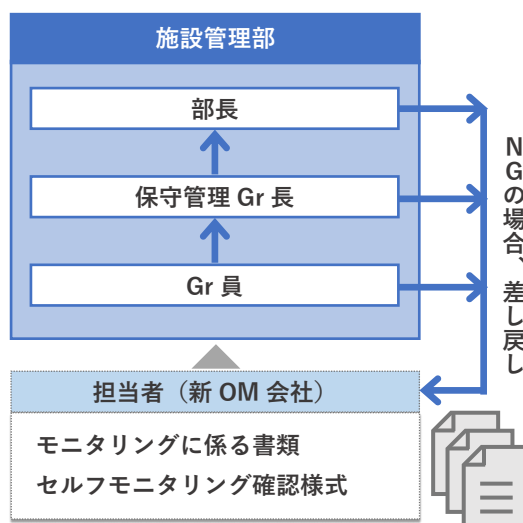 施設管理部
部長
保守管理 Gr 長
Gr 員
NGの場合、差し戻し
担当者（新 OM 会社）
モニタリングに係る書類
セルフモニタリング確認様式